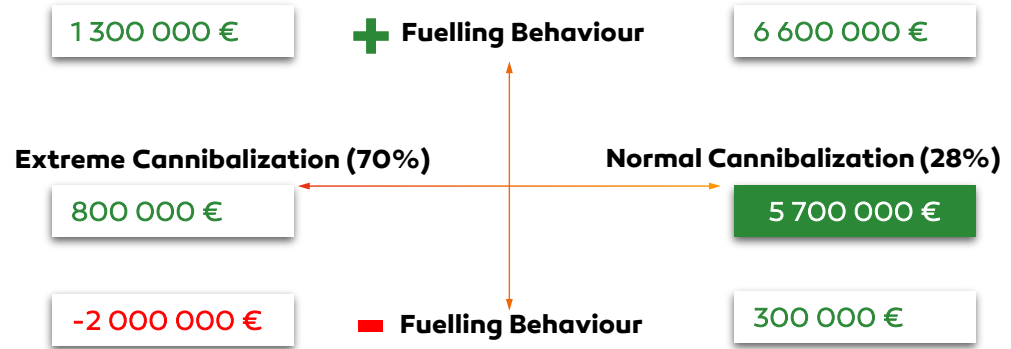 1 300 000 €
Fuelling Behaviour
6 600 000 €
Extreme Cannibalization (70%)
Normal Cannibalization (28%)
800 000 €
5 700 000 €
-2 000 000 €
Fuelling Behaviour
300 000 €